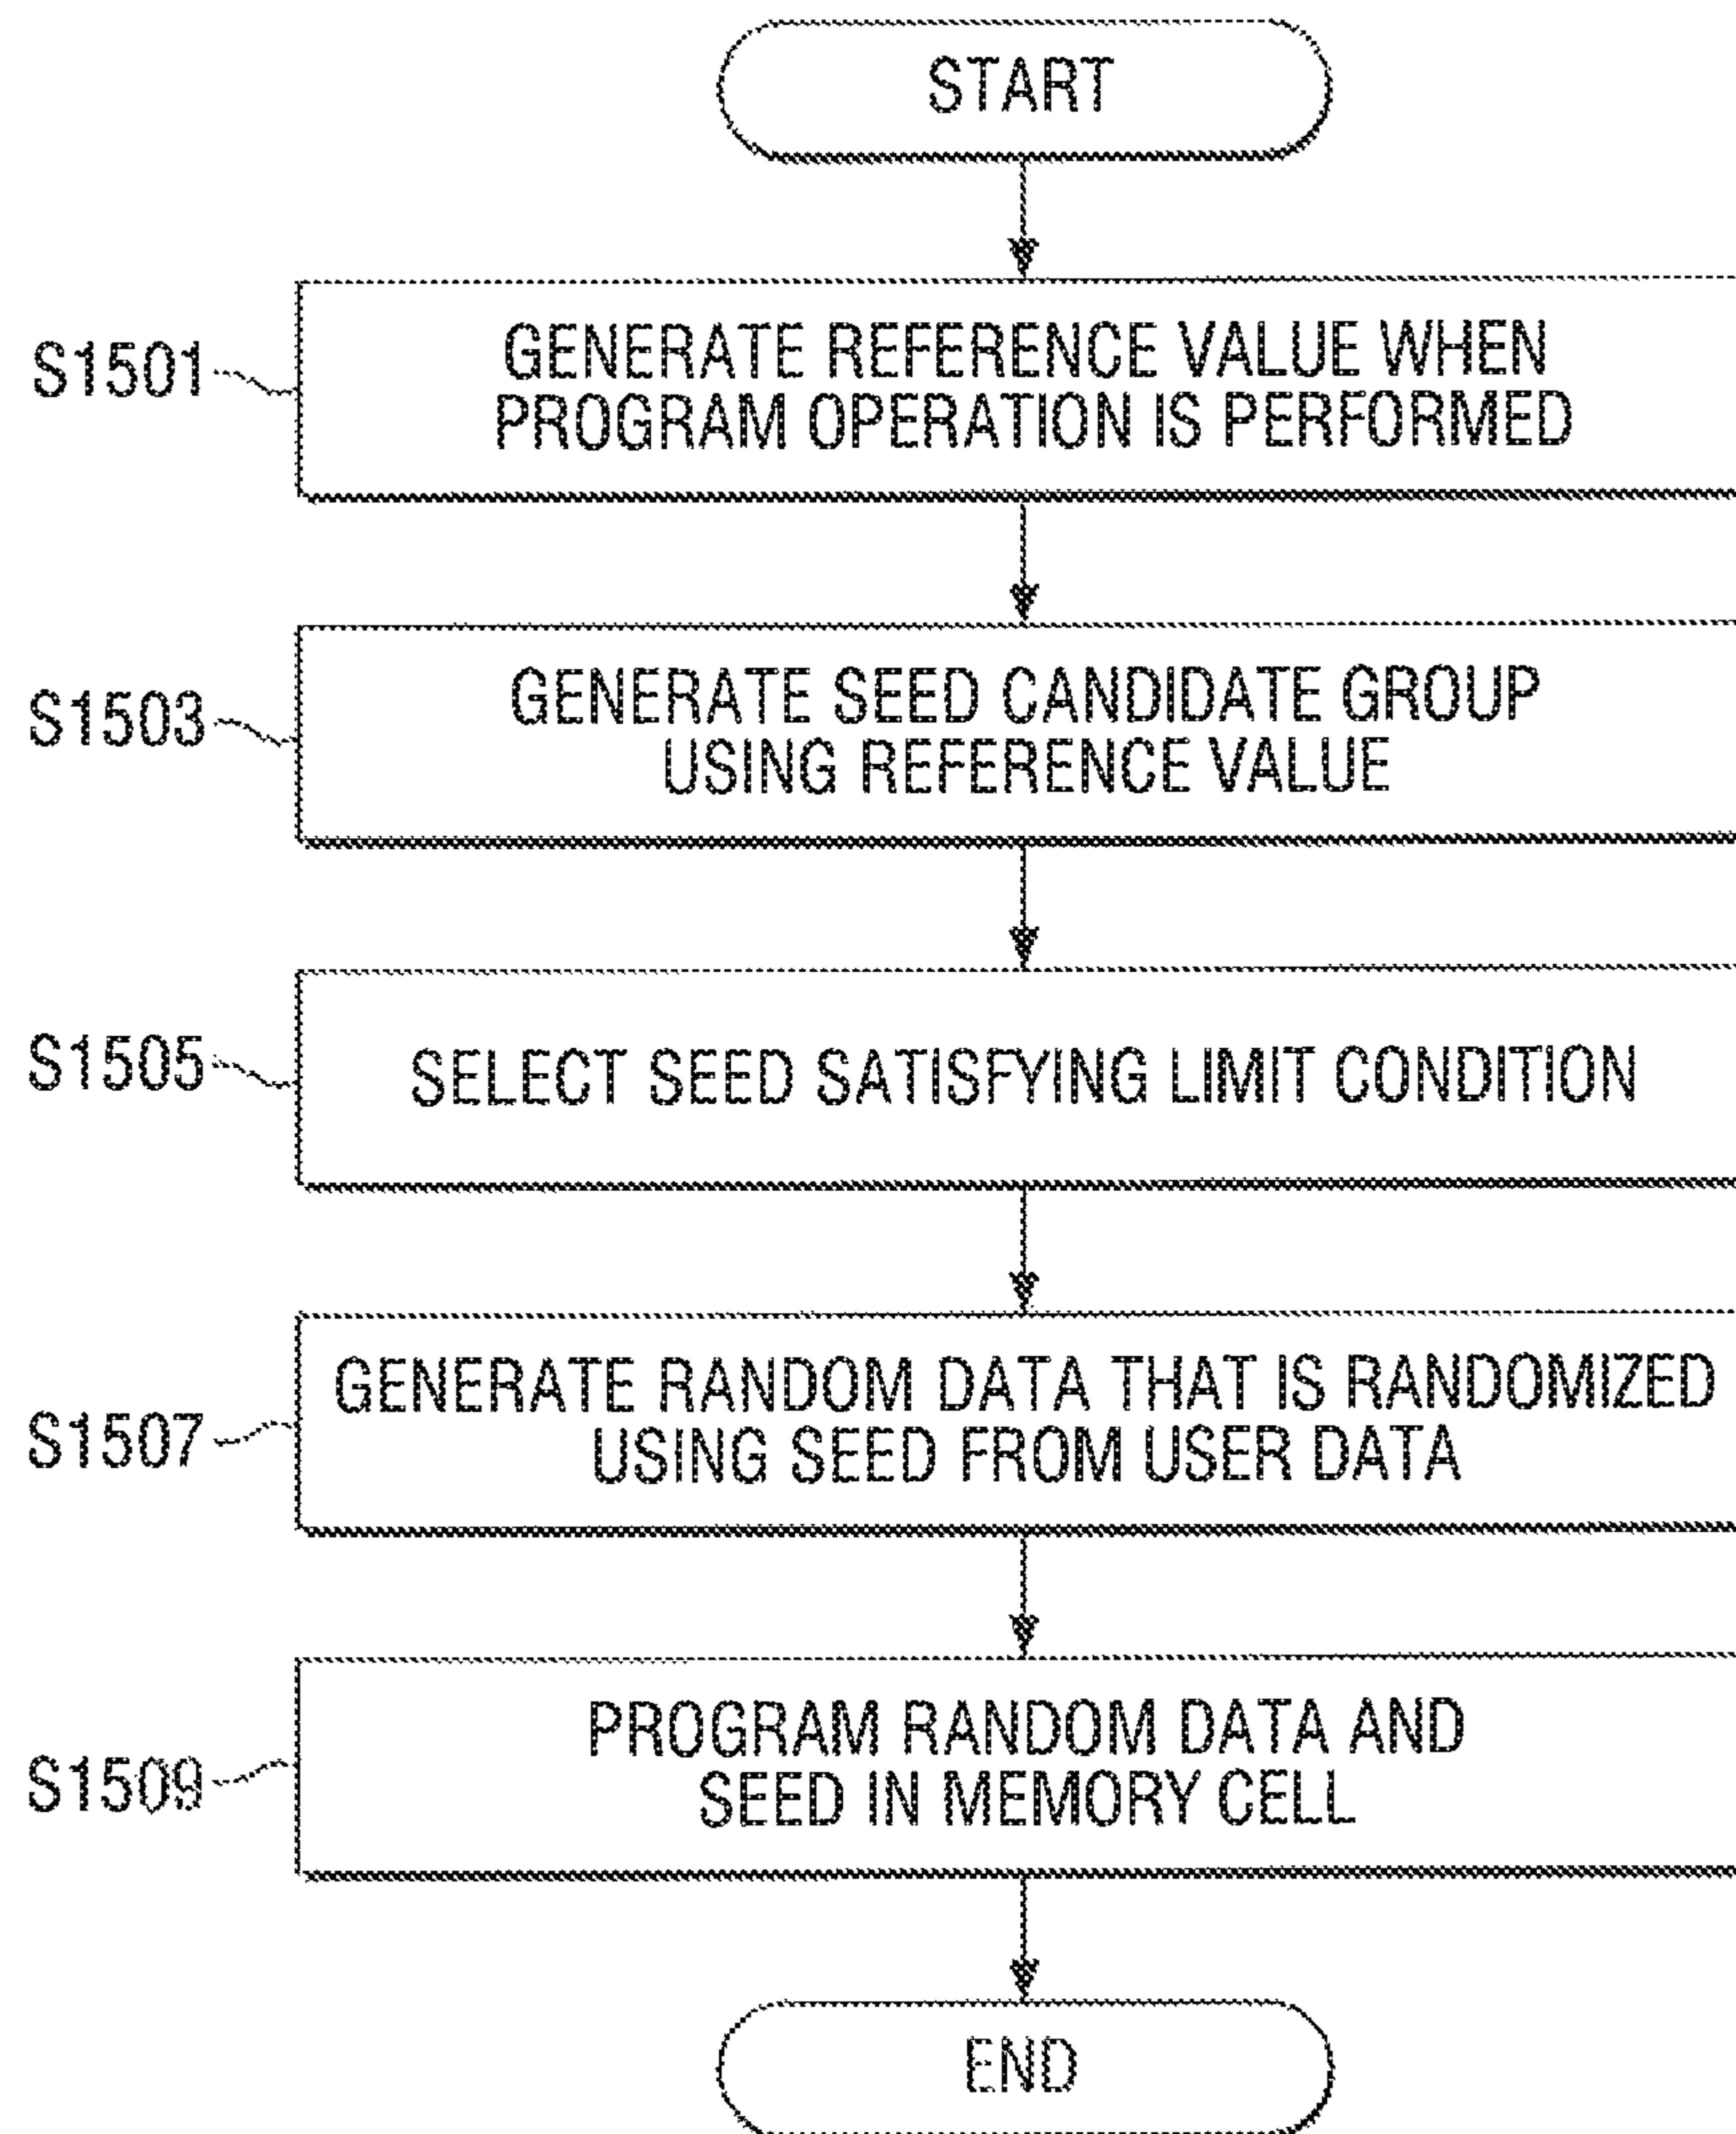 START
S1501
GENERATE REFERENCE VALUE WHEN
PROGRAM OPERATION IS PERFORMED
S1503
GENERATE SEED CANDIDATE GROUP
USING REFERENCE VALUE
S1505
SELECT SEED SATISFYING LIMIT CONDITION
S1507
GENERATE RANDOM DATA THAT IS RANDOMIZED
USING SEED FROM USER DATA
S1509
PROGRAM RANDOM DATA AND
SEED IN MEMORY CELL
END